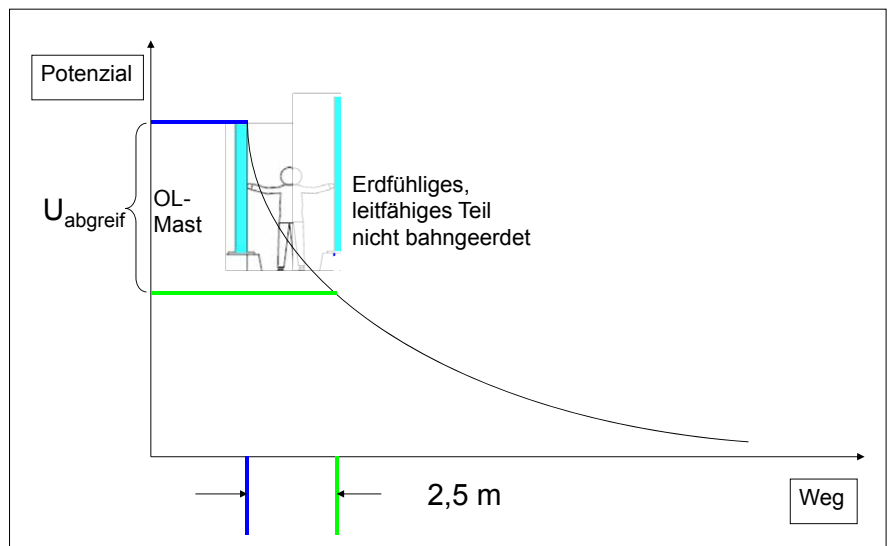 Potenzial
U abgreif
OL-
Mast
Erdfühliges,
leitfähiges Teil
nicht bahngeerdet
2,5 m
Weg